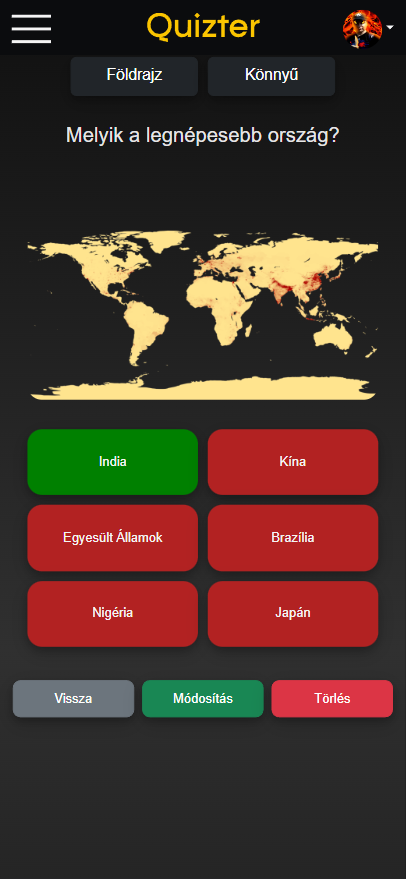 Quizter
Földrajz
Könnyű
Melyik a legnépesebb ország?
India
Kína
Egyesült Államok
Brazília
Nigéria
Japán
Vissza
Módosítás
Törlés